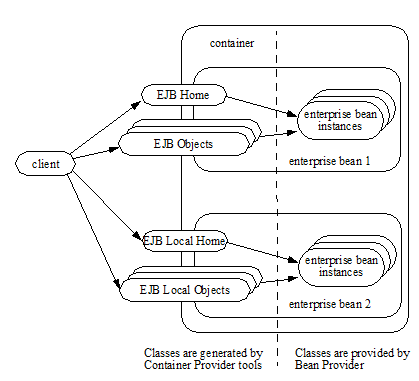 container
EJB Home
enterprise bean
instances
EJB Objects
enterprise bean 1
client
EJB Local Home
enterprise bean
instances
EJB Local Objects
enterprise bean 2
Classes are generated by
Container Provider tools
Classes are provided by
Bean Provider